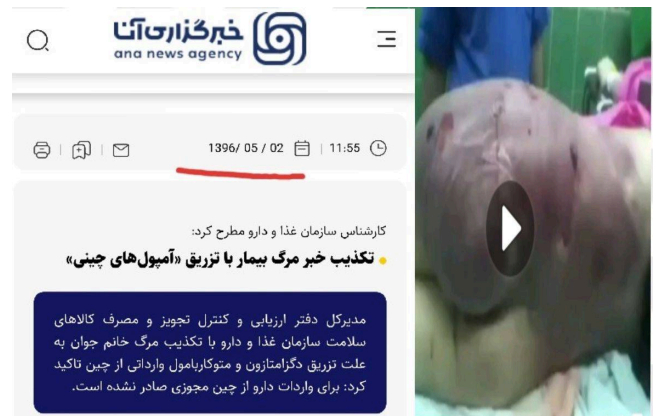 خبرگزاری آنا
ana news agency
11:55 | 1396/ 05 / 02
کارشناس سازمان غذا و دارو مطرح کرد:
تکذیب خبر مرگ بیمار با تزریق «آمپول‌های چینی»
مدیرکل دفتر ارزیابی و کنترل تجویز و مصرف کالاهای
سلامت سازمان غذا و دارو با تکذیب مرگ خانم جوان به
علت تزریق دگزامتازون و متوکاربامول وارداتی از چین تاکید
کرد: برای واردات دارو از چین مجوزی صادر نشده است.